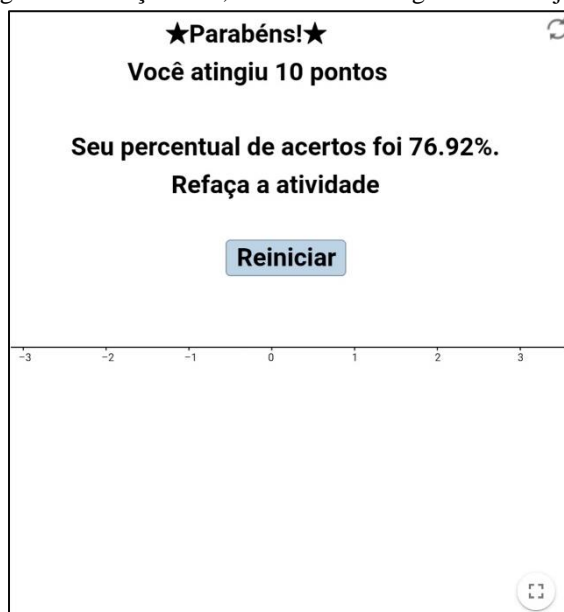 ★Parabéns!★
Você atingiu 10 pontos
Seu percentual de acertos foi 76.92%.
Refaça a atividade
Reiniciar
−3 −2 −1 0 1 2 3